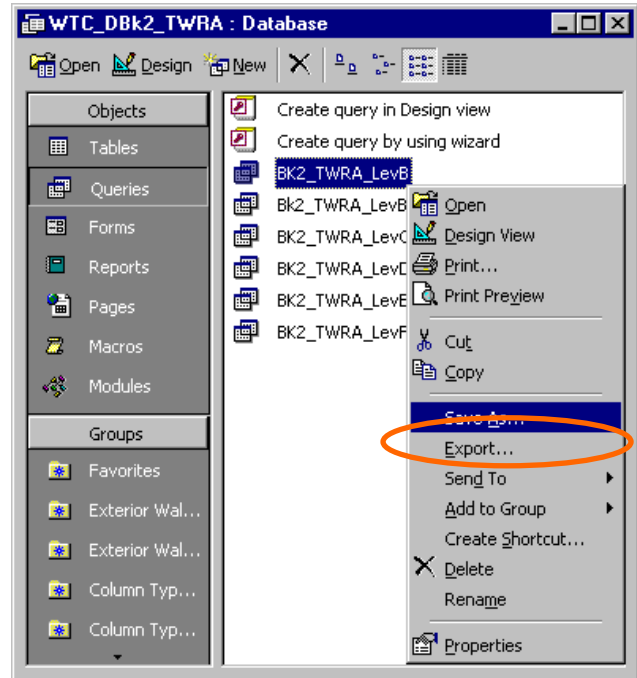 WTC_DBk2_TWRA : Database
Open Design New
Objects
Tables
Queries
Forms
Reports
Pages
Macros
Modules
Groups
Favorites
Exterior Wal...
Exterior Wal...
Column Typ...
Column Typ...
Create query in Design view
Create query by using wizard
BK2_TWRA_LevB
Bk2_TWRA_LevB
BK2_TWRA_LevC
BK2_TWRA_LevD
BK2_TWRA_LevE
BK2_TWRA_LevF
Open
Design View
Print...
Print Preview
Cut
Copy
Save As...
Export...
Send To
Add to Group
Create Shortcut...
Delete
Rename
Properties